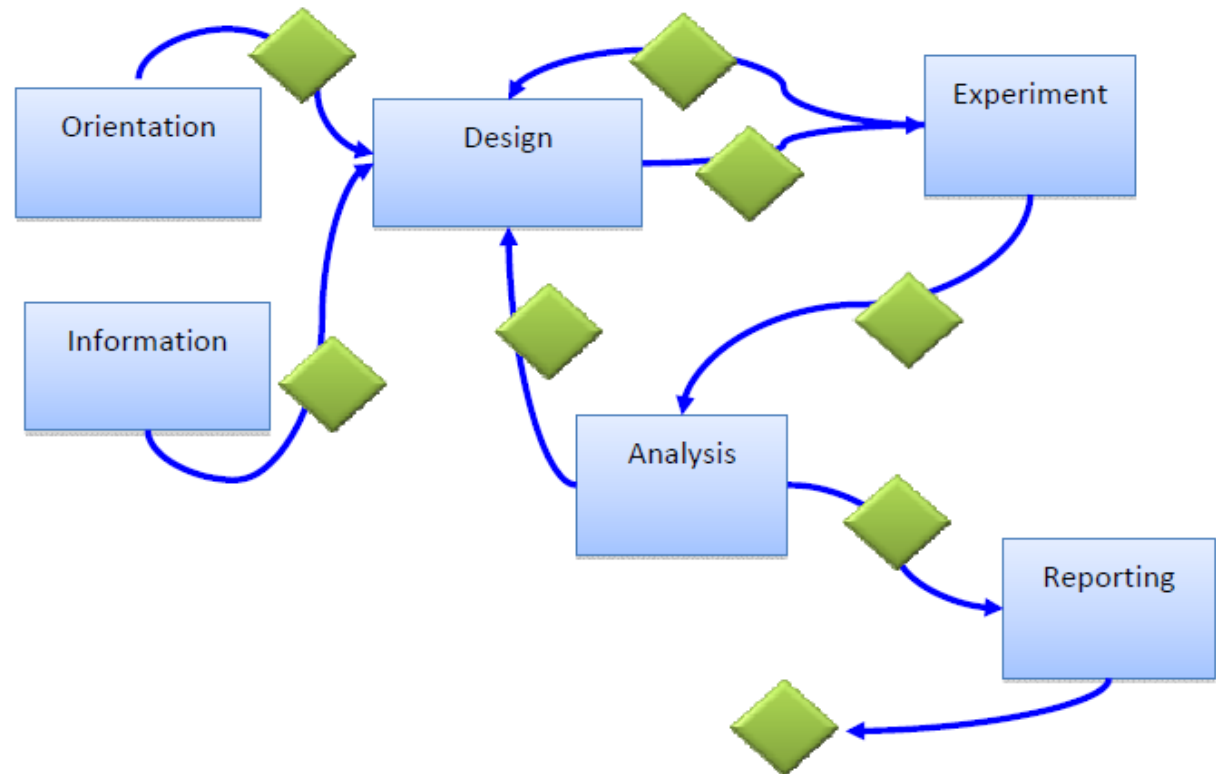 Orientation
Design
Experiment
Information
Analysis
Reporting